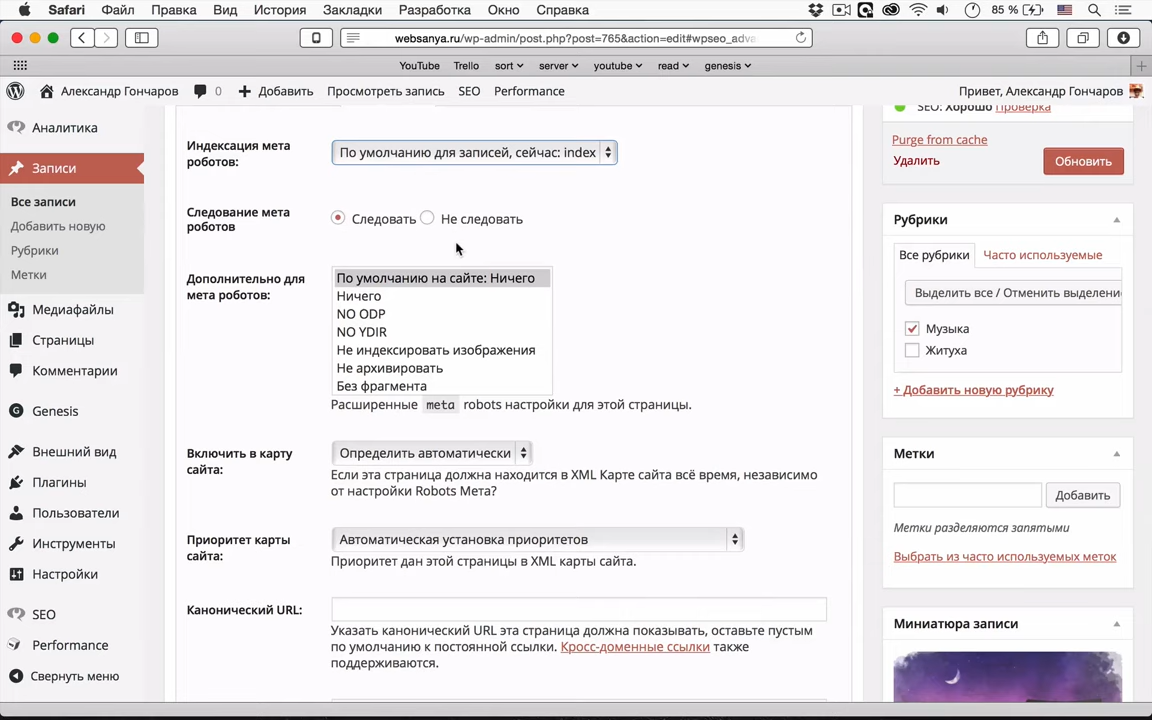 Safari Файл Правка Вид История Закладки Разработка Окно Справка 85 %
websanya.ru/wp-admin/post.php?post=765&action=edit#wpseo_adva
YouTube Trello sort server youtube read genesis
Александр Гончаров 0 Добавить Просмотреть запись SEO Performance Привет, Александр Гончаров
Аналитика
Записи
Все записи
Добавить новую
Рубрики
Метки
Медиафайлы
Страницы
Комментарии
Genesis
Внешний вид
Плагины
Пользователи
Инструменты
Настройки
SEO
Performance
Свернуть меню
Индексация мета
роботов:
По умолчанию для записей, сейчас: index
Следование мета
роботов
Следовать Не следовать
Дополнительно для
мета роботов:
По умолчанию на сайте: Ничего
Ничего
NO ODP
NO YDIR
Не индексировать изображения
Не архивировать
Без фрагмента
Расширенные meta robots настройки для этой страницы.
Включить в карту
сайта:
Определить автоматически
Если эта страница должна находится в XML Карте сайта всё время, независимо
от настройки Robots Мета?
Приоритет карты
сайта:
Автоматическая установка приоритетов
Приоритет дан этой страницы в XML карты сайта.
Канонический URL:
Указать канонический URL эта страница должна показывать, оставьте пустым
по умолчанию к постоянной ссылки. Кросс-доменные ссылки также
поддерживаются.
SEO: Хорошо Проверка
Purge from cache
Удалить Обновить
Рубрики
Все рубрики Часто используемые
Выделить все / Отменить выделени
Музыка
Житуха
+ Добавить новую рубрику
Метки
Добавить
Метки разделяются запятыми
Выбрать из часто используемых меток
Миниатюра записи